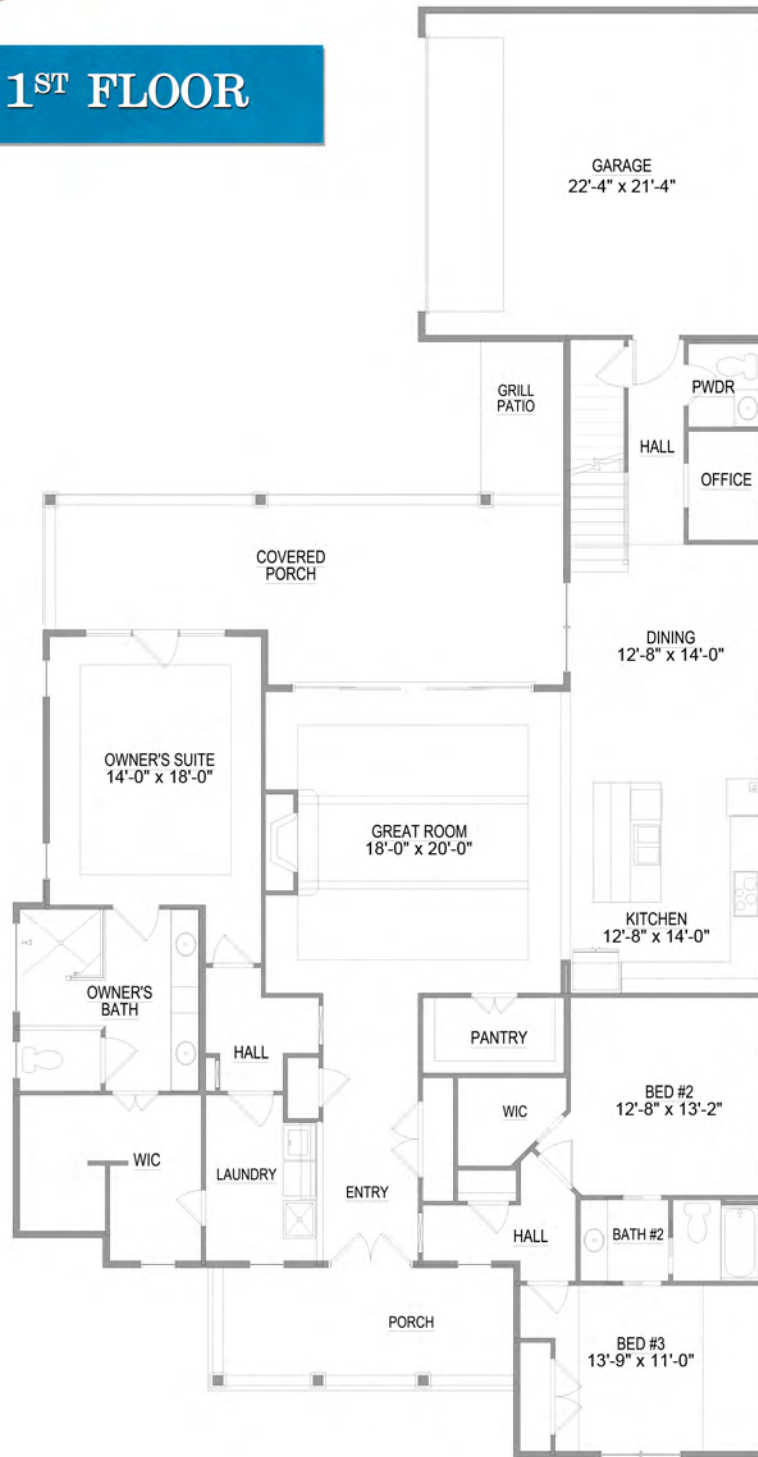 1ST FLOOR
GARAGE
22'-4" x 21'-4"
GRILL
PATIO
PWDR
HALL
OFFICE
COVERED
PORCH
DINING
12'-8" x 14'-0"
OWNER'S SUITE
14'-0" x 18'-0"
GREAT ROOM
18'-0" x 20'-0"
KITCHEN
12'-8" x 14'-0"
OWNER'S
BATH
HALL
PANTRY
BED #2
12'-8" x 13'-2"
WIC
WIC
LAUNDRY
ENTRY
HALL
BATH #2
PORCH
BED #3
13'-9" x 11'-0"